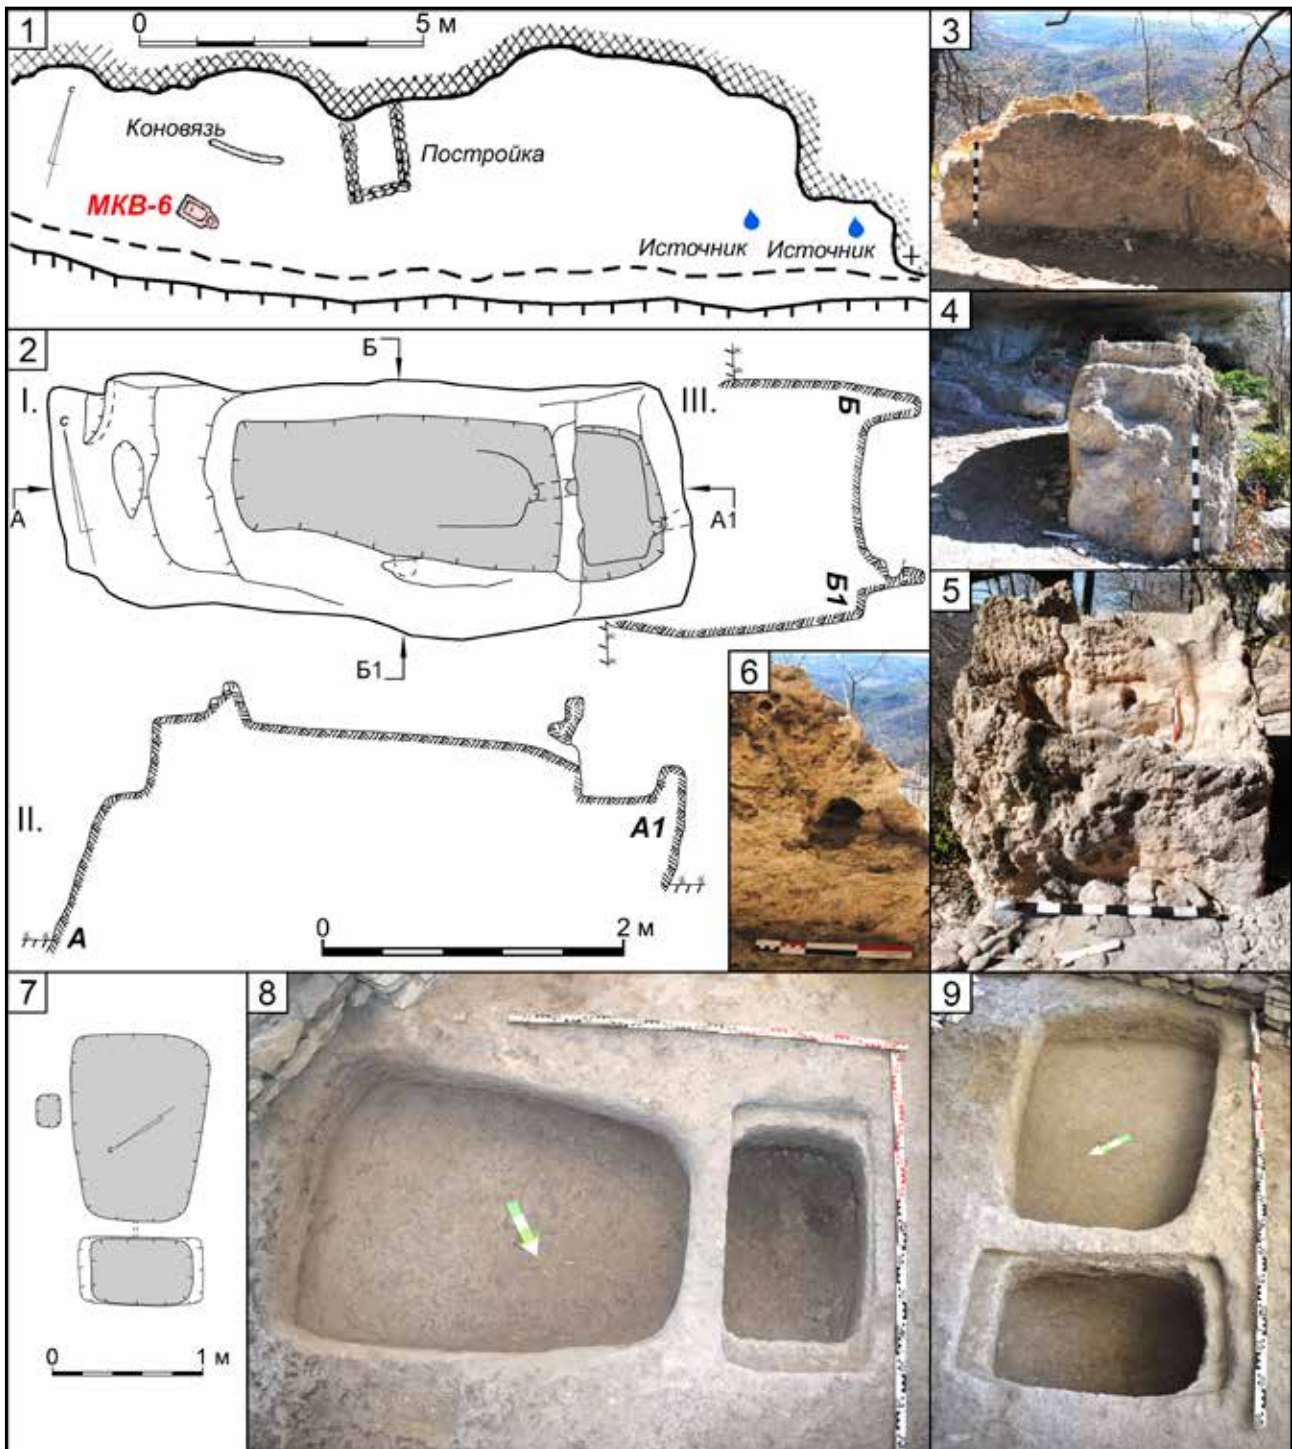 1
0 5 м
с
Коновязь
Постройка
МКВ-6
Источник Источник
2
I.
с
Б
А
А1
Б1
III.
Б
Б1
II.
А
А1
0 2 м
3
4
5
6
7
с
0 1 м
8
9